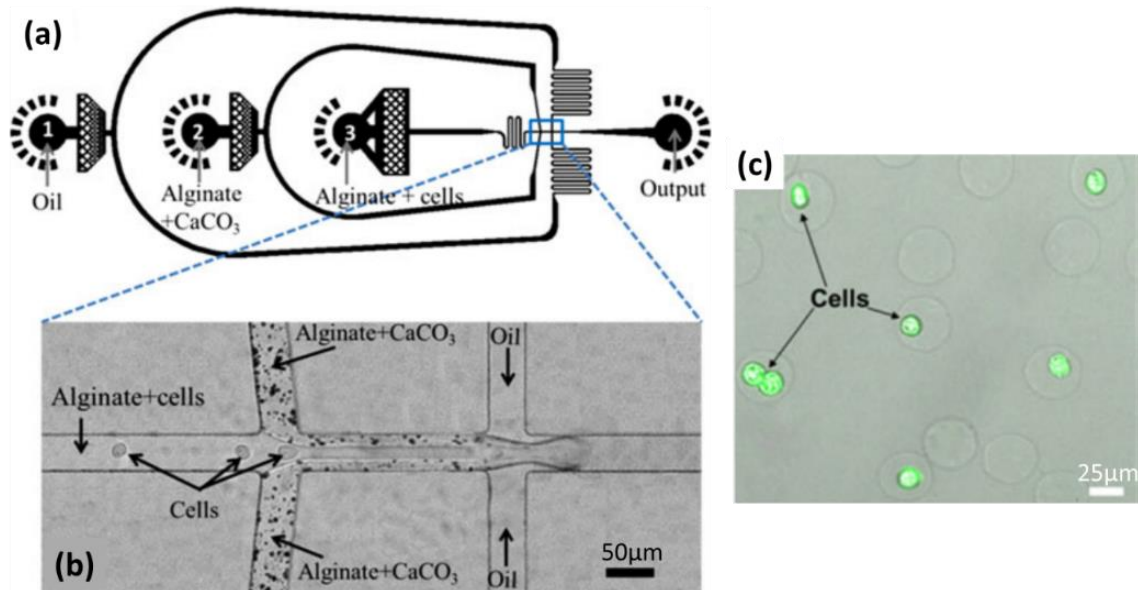 (a)
1
2
3
Oil
Alginate
+CaCO₃
Alginate + cells
Output
(c)
Cells
25μm
Alginate+CaCO₃
Oil
Alginate+cells
Cells
(b)
Alginate+CaCO₃
Oil
50μm